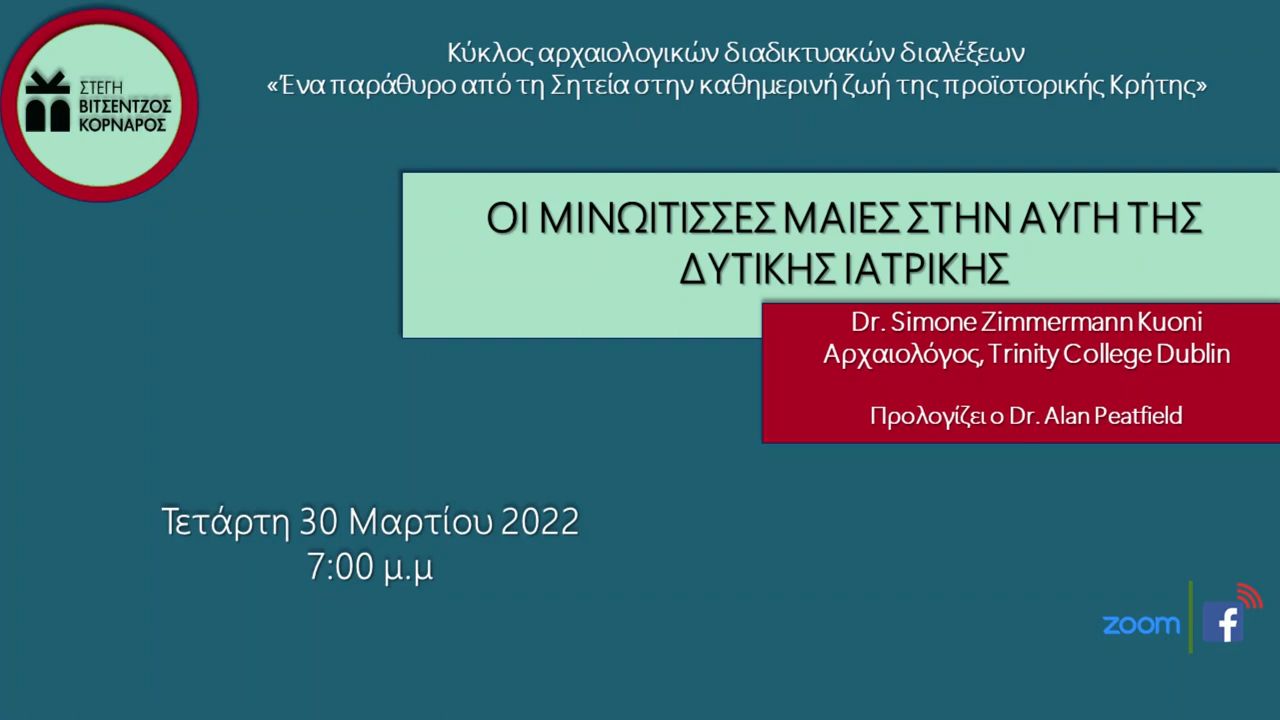 ΣΤΕΓΗ
ΒΙΤΣΕΝΤΖΟΣ
ΚΟΡΝΑΡΟΣ
Κύκλος αρχαιολογικών διαδικτυακών διαλέξεων
«Ένα παράθυρο από τη Σητεία στην καθημερινή ζωή της προϊστορικής Κρήτης»
ΟΙ ΜΙΝΩΙΤΙΣΣΕΣ ΜΑΙΕΣ ΣΤΗΝ ΑΥΓΗ ΤΗΣ
ΔΥΤΙΚΗΣ ΙΑΤΡΙΚΗΣ
Dr. Simone Zimmermann Kuoni
Αρχαιολόγος, Trinity College Dublin
Προλογίζει ο Dr. Alan Peatfield
Τετάρτη 30 Μαρτίου 2022
7:00 μ.μ
zoom
f